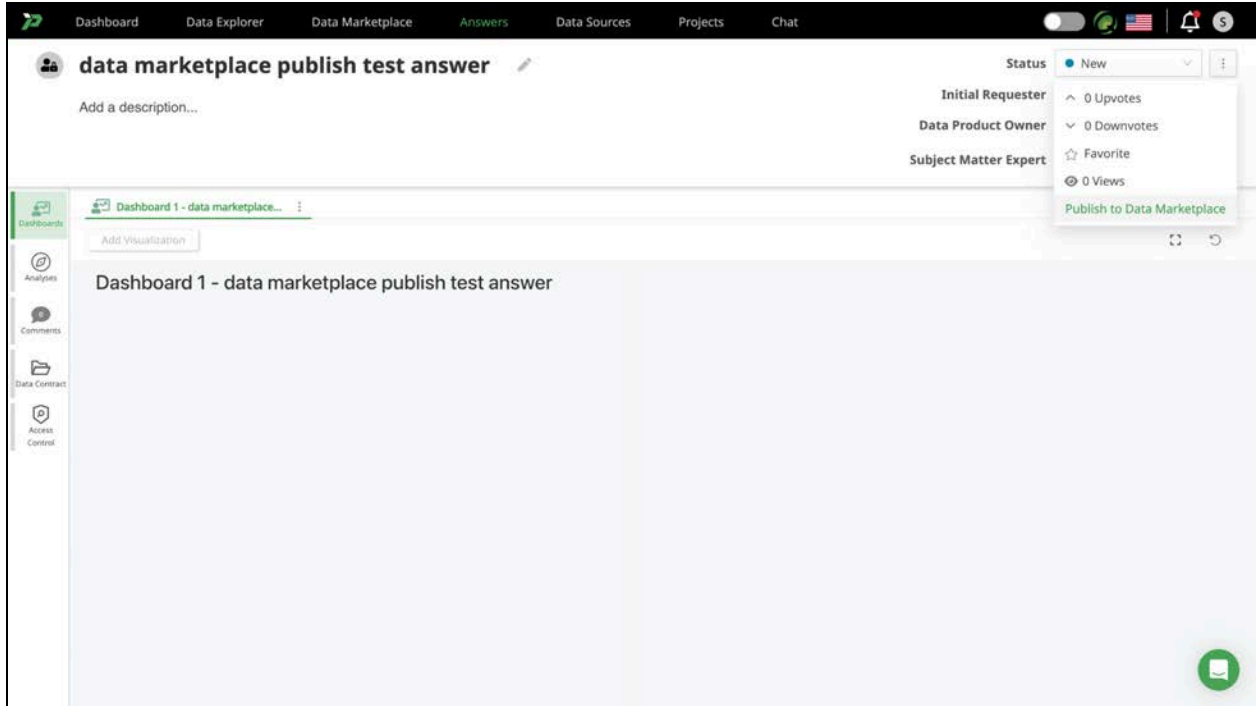 Dashboard Data Explorer Data Marketplace Answers Data Sources Projects Chat S
data marketplace publish test answer
Add a description...
Status New
Initial Requester
Data Product Owner
Subject Matter Expert
0 Upvotes
0 Downvotes
Favorite
0 Views
Publish to Data Marketplace
Dashboards
Analyses
0
Comments
Data Contract
Access
Control
Dashboard 1 - data marketplace...
Add Visualization
Dashboard 1 - data marketplace publish test answer